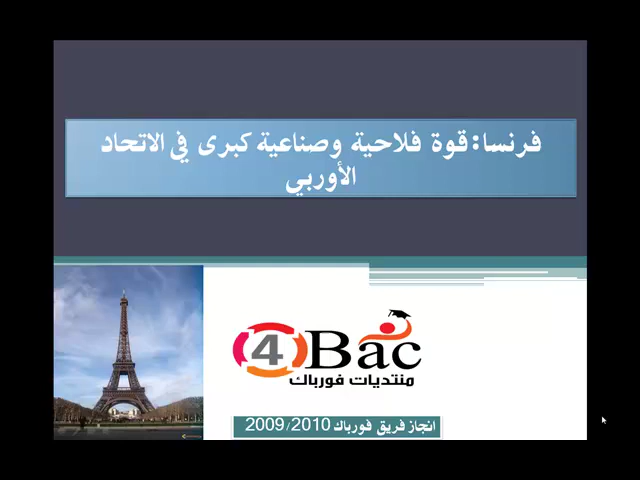 فرنسا:قوة فلاحية وصناعية كبرى في الاتحاد
الأوربي
4Bac
منتديات فورباك
انجاز فريق فورباك 2009/2010